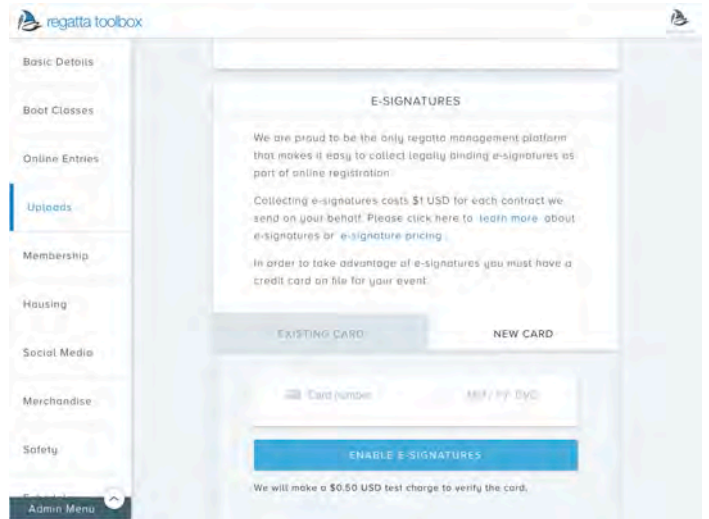 regatta toolbox
Basic Details
Boat Classes
Online Entries
Uploads
Membership
Housing
Social Media
Merchandise
Safety
Admin Menu
E-SIGNATURES
We are proud to be the only regatta management platform
that makes it easy to collect legally binding e-signatures as
part of online registration.
Collecting e-signatures costs $1 USD for each contract we
send on your behalf. Please click here to learn more about
e-signatures or e-signature pricing.
In order to take advantage of e-signatures you must have a
credit card on file for your event.
EXISTING CARD
NEW CARD
Card number
MM / YY CVC
ENABLE E-SIGNATURES
We will make a $0.50 USD test charge to verify the card.